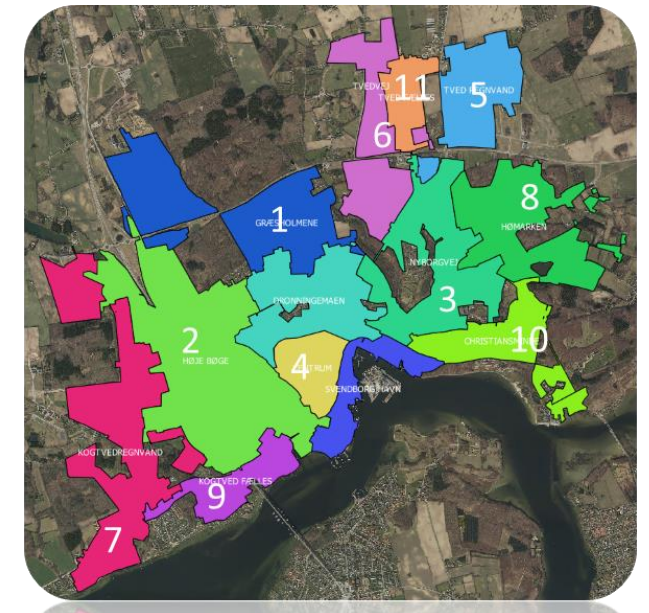 TVEDVEJ
11
5
TVED REGNVAND
6
8
1
GRÆSHOLMENE
HØMARKEN
NYBORGVEJ
DRONNINGEMAEN
3
2
10
CHRISTIANSMINDE
HØJE BØGE
4
SVENDBORG HAVN
KOGTVEDREGNVAND
KOGTVED FÆLLES
9
7